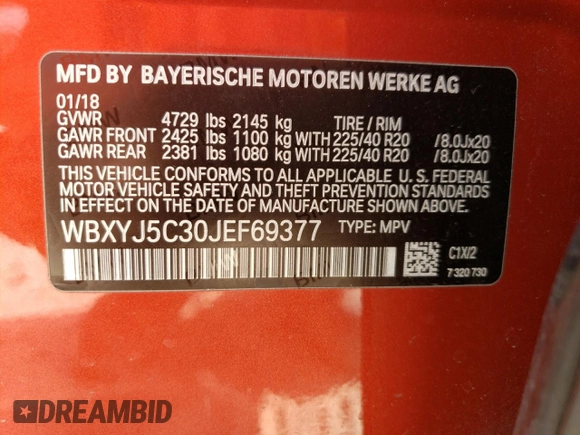 MFD BY BAYERISCHE MOTOREN WERKE AG
01/18
GVWR 4729 lbs 2145 kg TIRE / RIM
GAWR FRONT 2425 lbs 1100 kg WITH 225/40 R20 /8.0Jx20
GAWR REAR 2381 lbs 1080 kg WITH 225/40 R20 /8.0Jx20
THIS VEHICLE CONFORMS TO ALL APPLICABLE U. S. FEDERAL
MOTOR VEHICLE SAFETY AND THEFT PREVENTION STANDARDS
IN EFFECT ON THE DATE OF MANUFACTURE SHOWN ABOVE.
WBXYJ5C30JEF69377 TYPE: MPV
C1X/2
7 320 730
DREAMBID